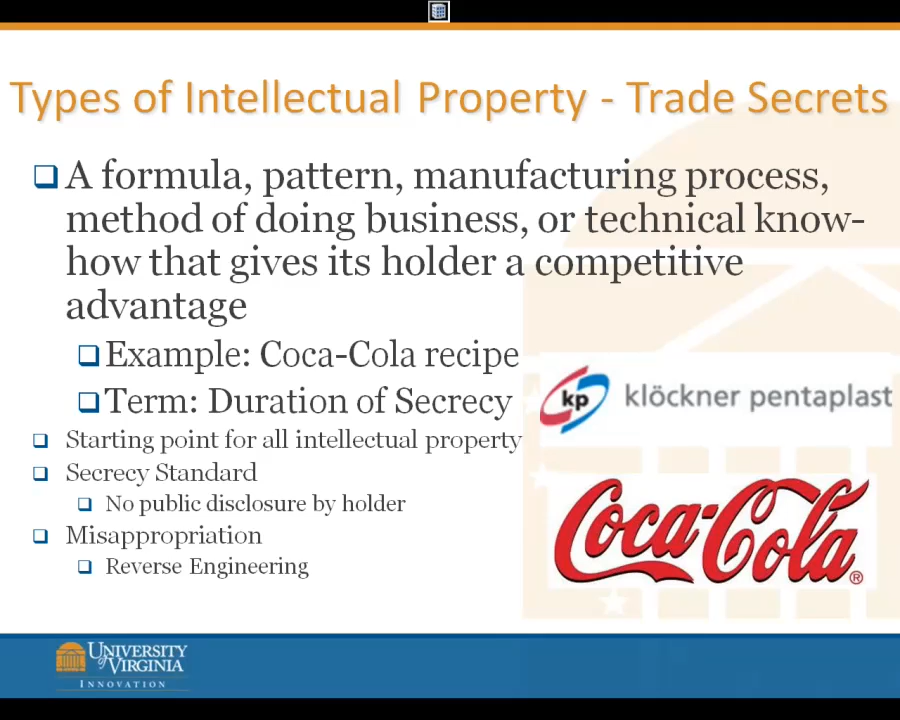 Types of Intellectual Property - Trade Secrets
A formula, pattern, manufacturing process,
method of doing business, or technical know-
how that gives its holder a competitive
advantage
Example: Coca-Cola recipe
Term: Duration of Secrecy
Starting point for all intellectual property
Secrecy Standard
No public disclosure by holder
Misappropriation
Reverse Engineering
kp klöckner pentaplast
Coca-Cola®
UNIVERSITY
of VIRGINIA
INNOVATION